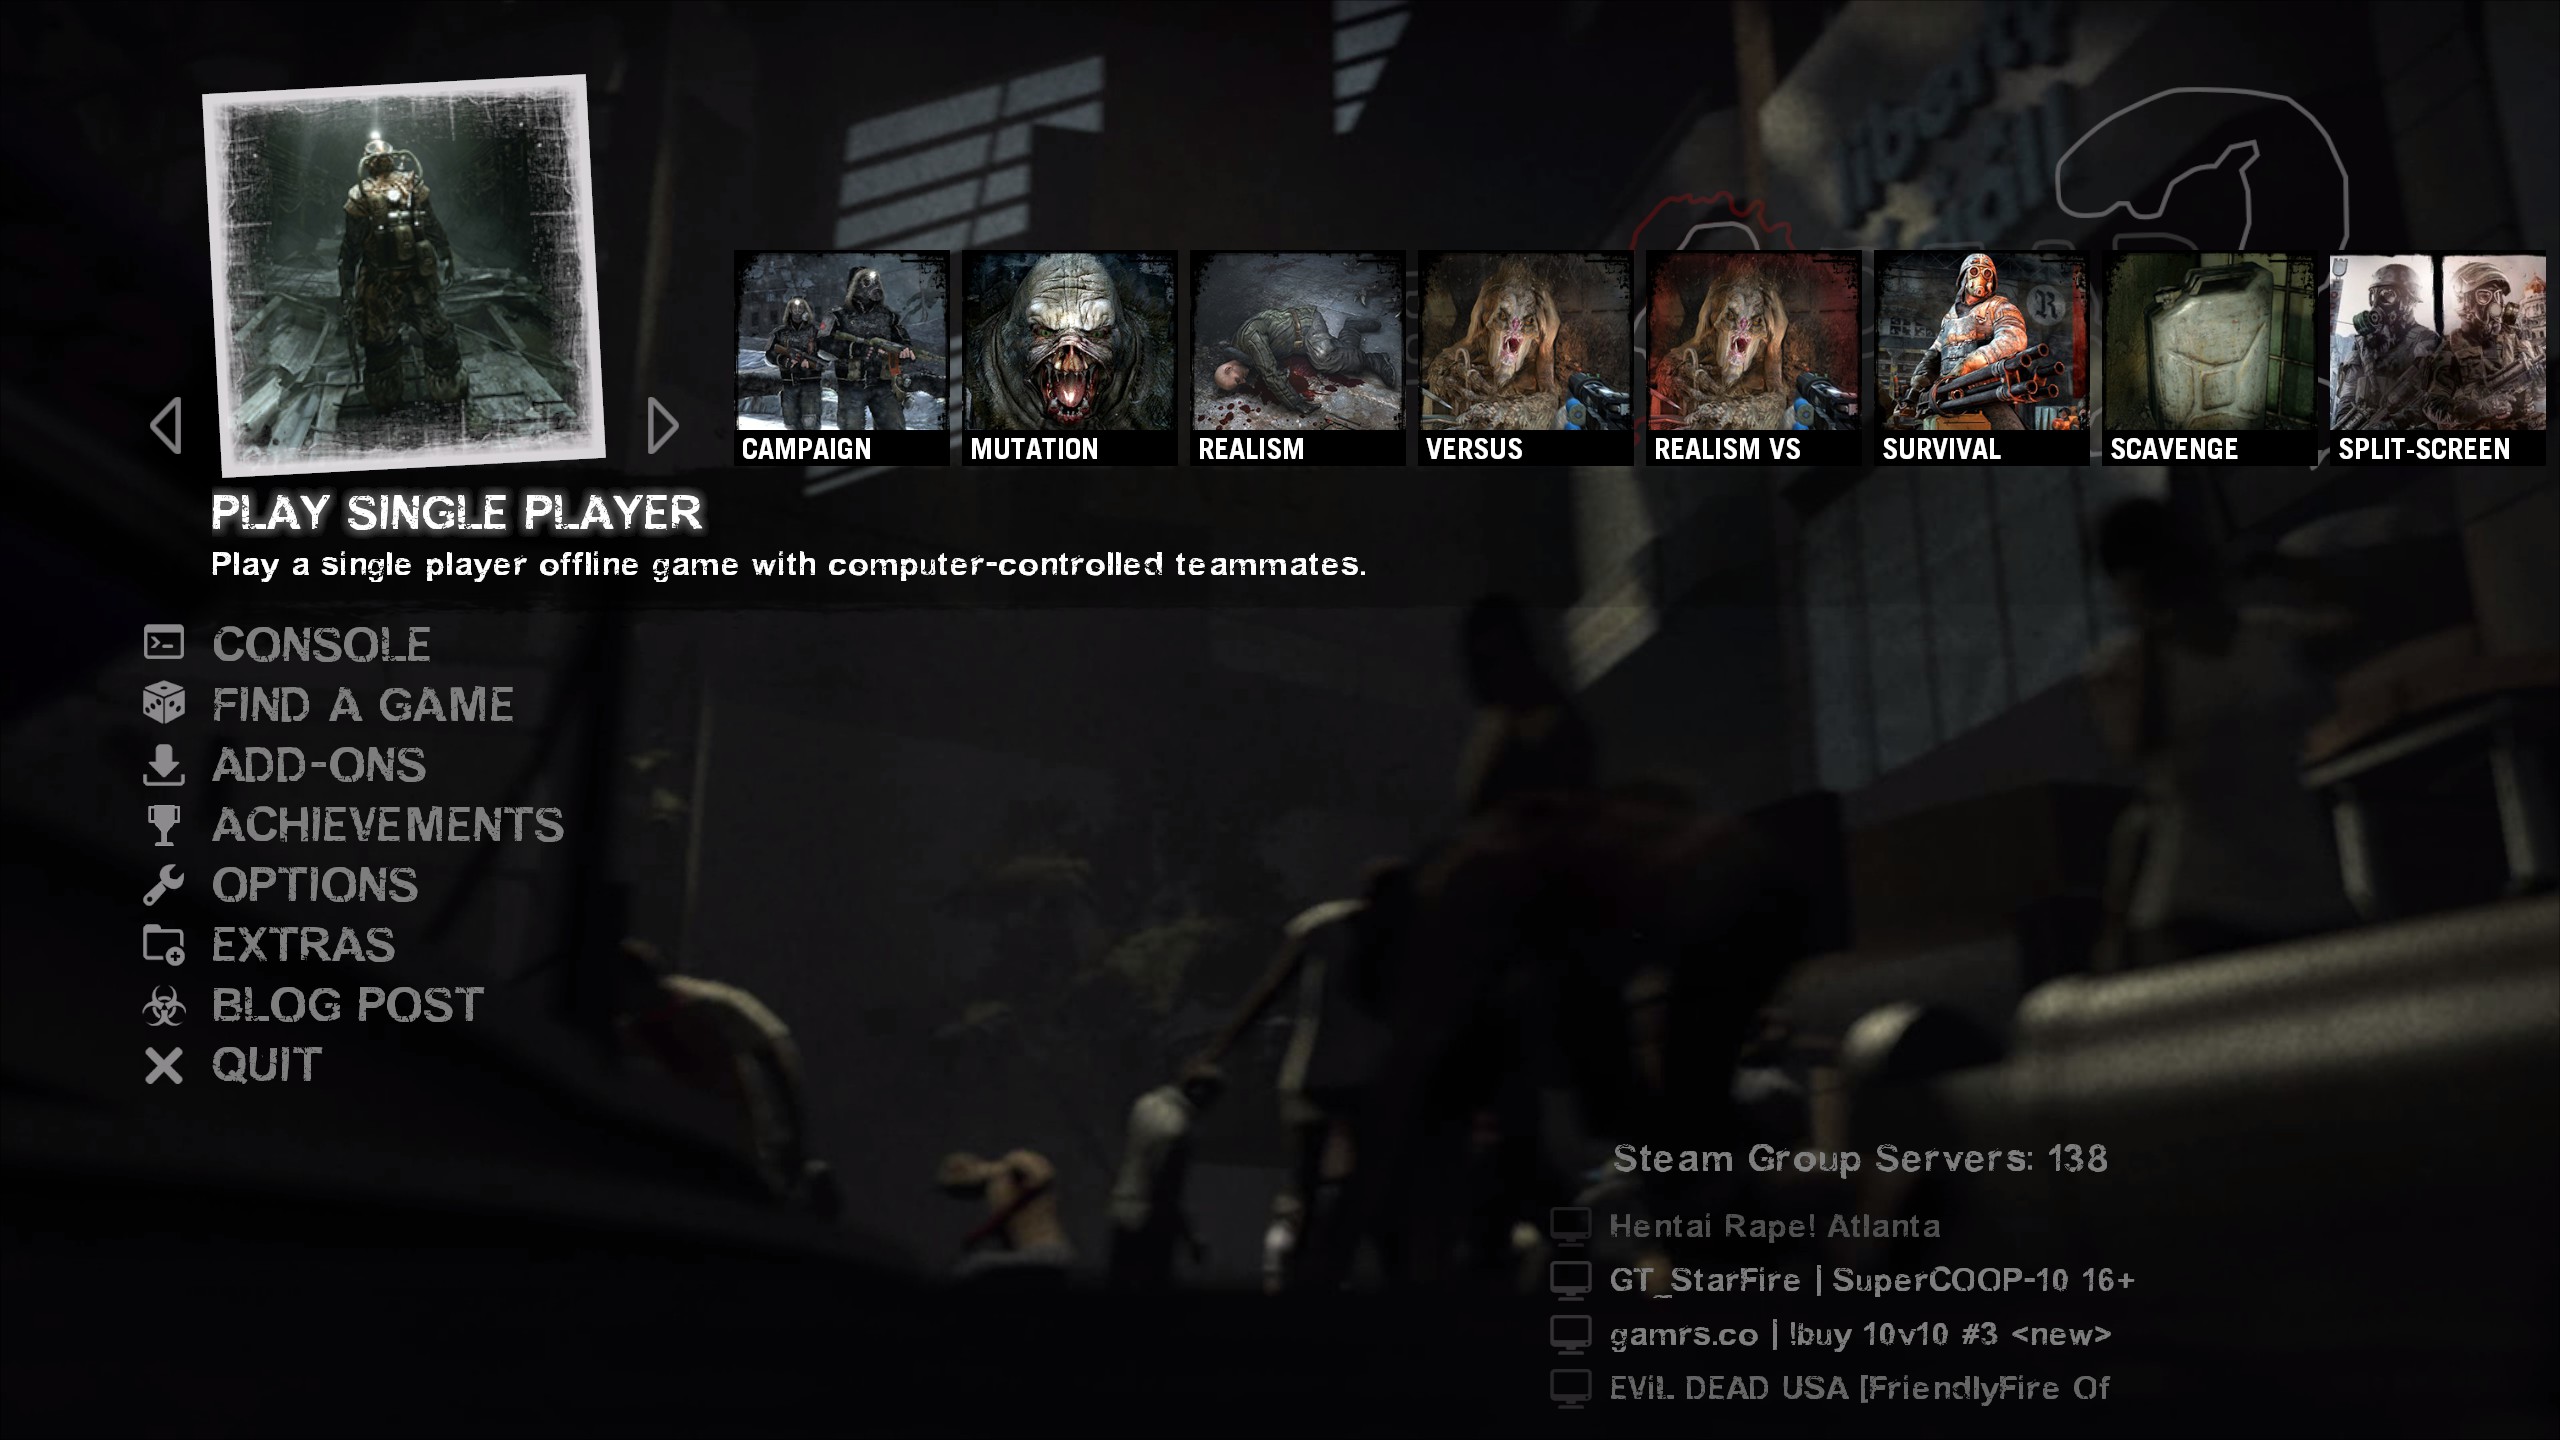 CAMPAIGN
MUTATION
REALISM
VERSUS
REALISM VS
SURVIVAL
SCAVENGE
SPLIT-SCREEN
PLAY SINGLE PLAYER
Play a single player offline game with computer-controlled teammates.
CONSOLE
FIND A GAME
ADD-ONS
ACHIEVEMENTS
OPTIONS
EXTRAS
BLOG POST
QUIT
Steam Group Servers: 138
Hentai Rape! Atlanta
GT_StarFire | SuperCOOP-10 16+
gamrs.co | !buy 10v10 #3 <new>
EViL DEAD USA [FriendlyFire Of